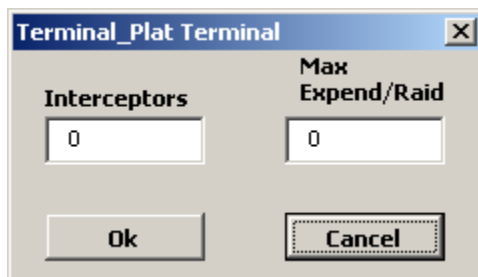 Terminal_Plat Terminal
Interceptors
Max
Expend/Raid
0
0
Ok
Cancel